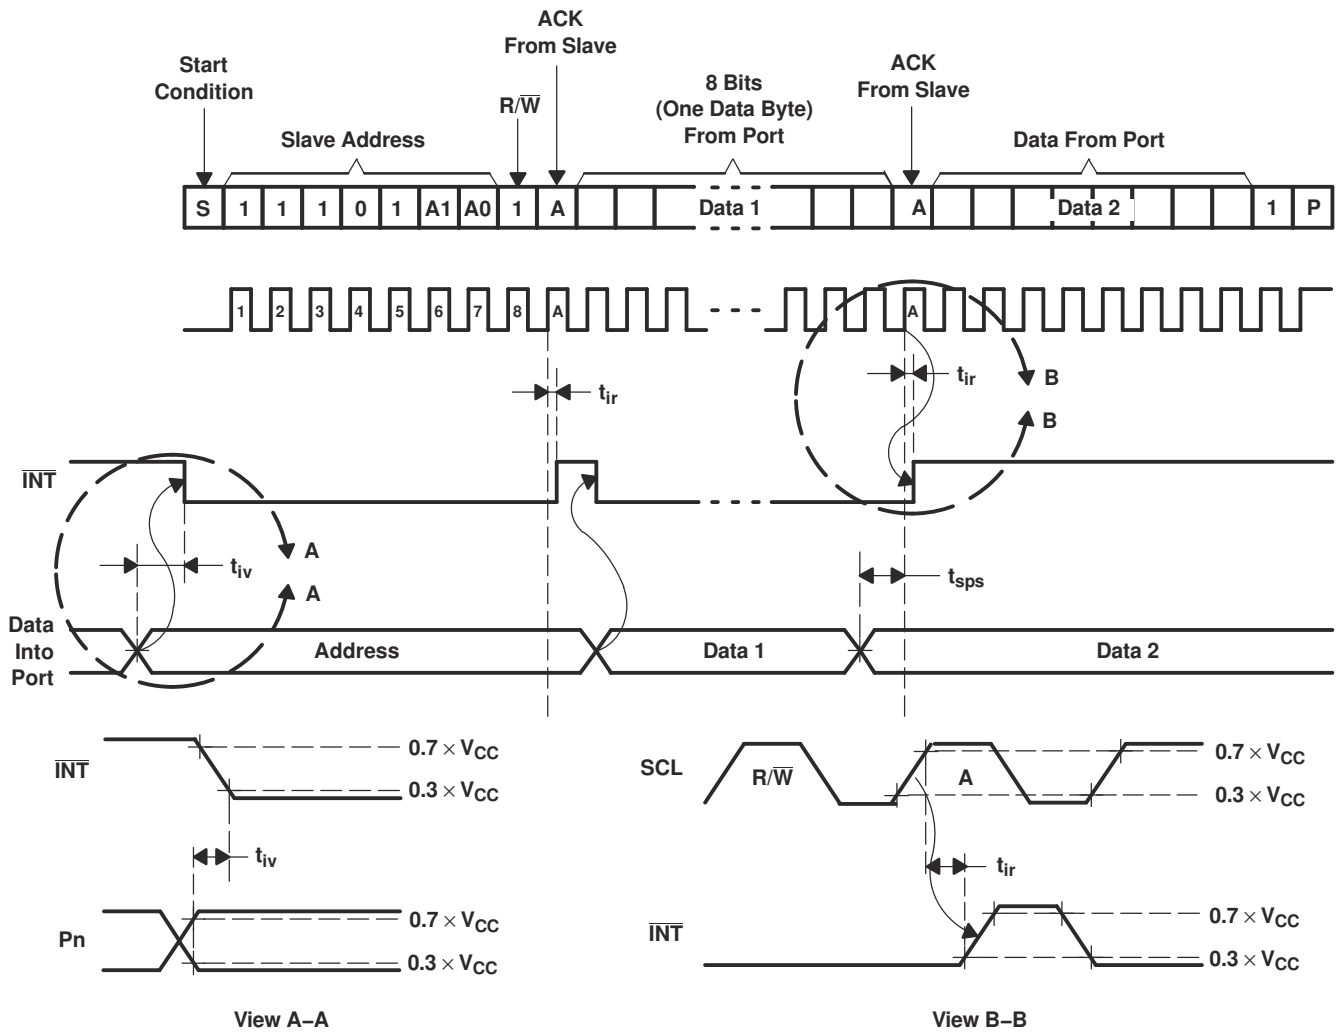 ACK
From Slave
Start
Condition
R/W̅
ACK
From Slave
8 Bits
(One Data Byte)
From Port
Slave Address
Data From Port
S 1 1 1 0 1 A1 A0 1 A Data 1 A Data 2 1 P
1 2 3 4 5 6 7 8 A A
tir
tir
B
B
I̅N̅T̅
A
tiv
A
tsps
Data
Into
Port
Address
Data 1
Data 2
I̅N̅T̅
0.7 × VCC
0.3 × VCC
tiv
Pn
0.7 × VCC
0.3 × VCC
View A–A
SCL
R/W̅
A
0.7 × VCC
0.3 × VCC
tir
I̅N̅T̅
0.7 × VCC
0.3 × VCC
View B–B